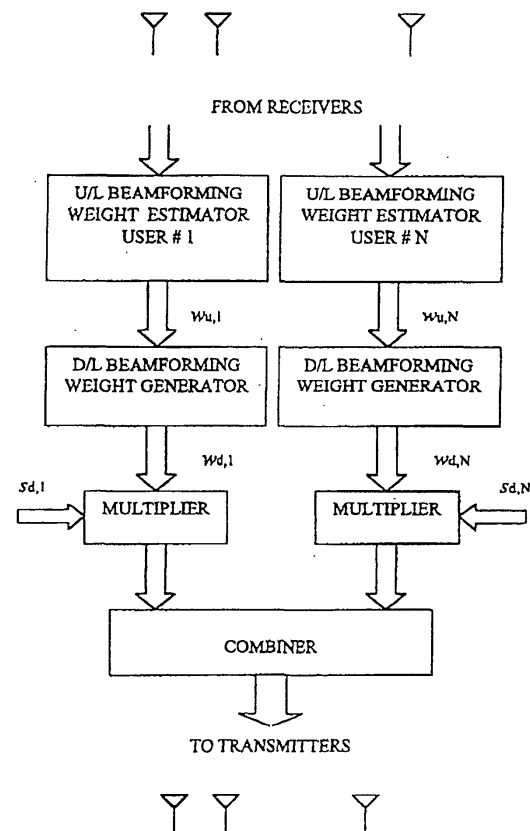 FROM RECEIVERS
U/L BEAMFORMING
WEIGHT ESTIMATOR
USER # 1
U/L BEAMFORMING
WEIGHT ESTIMATOR
USER # N
wu,1
wu,N
D/L BEAMFORMING
WEIGHT GENERATOR
D/L BEAMFORMING
WEIGHT GENERATOR
wd,1
wd,N
sd,1
MULTIPLIER
MULTIPLIER
sd,N
COMBINER
TO TRANSMITTERS